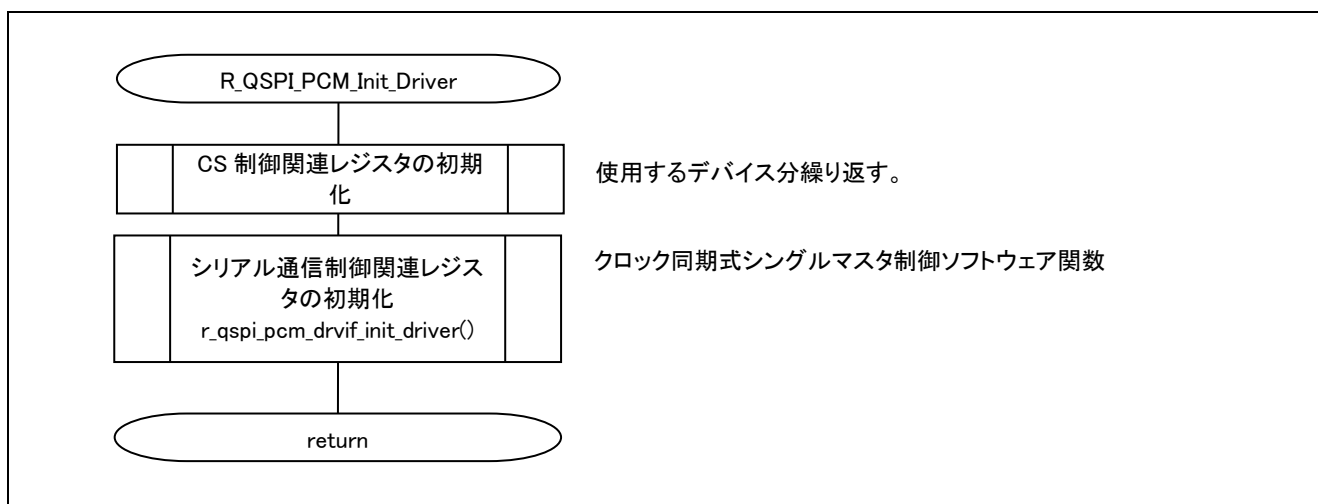 R_QSPI_PCM_Init_Driver
CS 制御関連レジスタの初期
化
使用するデバイス分繰り返す。
シリアル通信制御関連レジス
タの初期化
r_qspi_pcm_drvif_init_driver()
クロック同期式シングルマスタ制御ソフトウェア関数
return